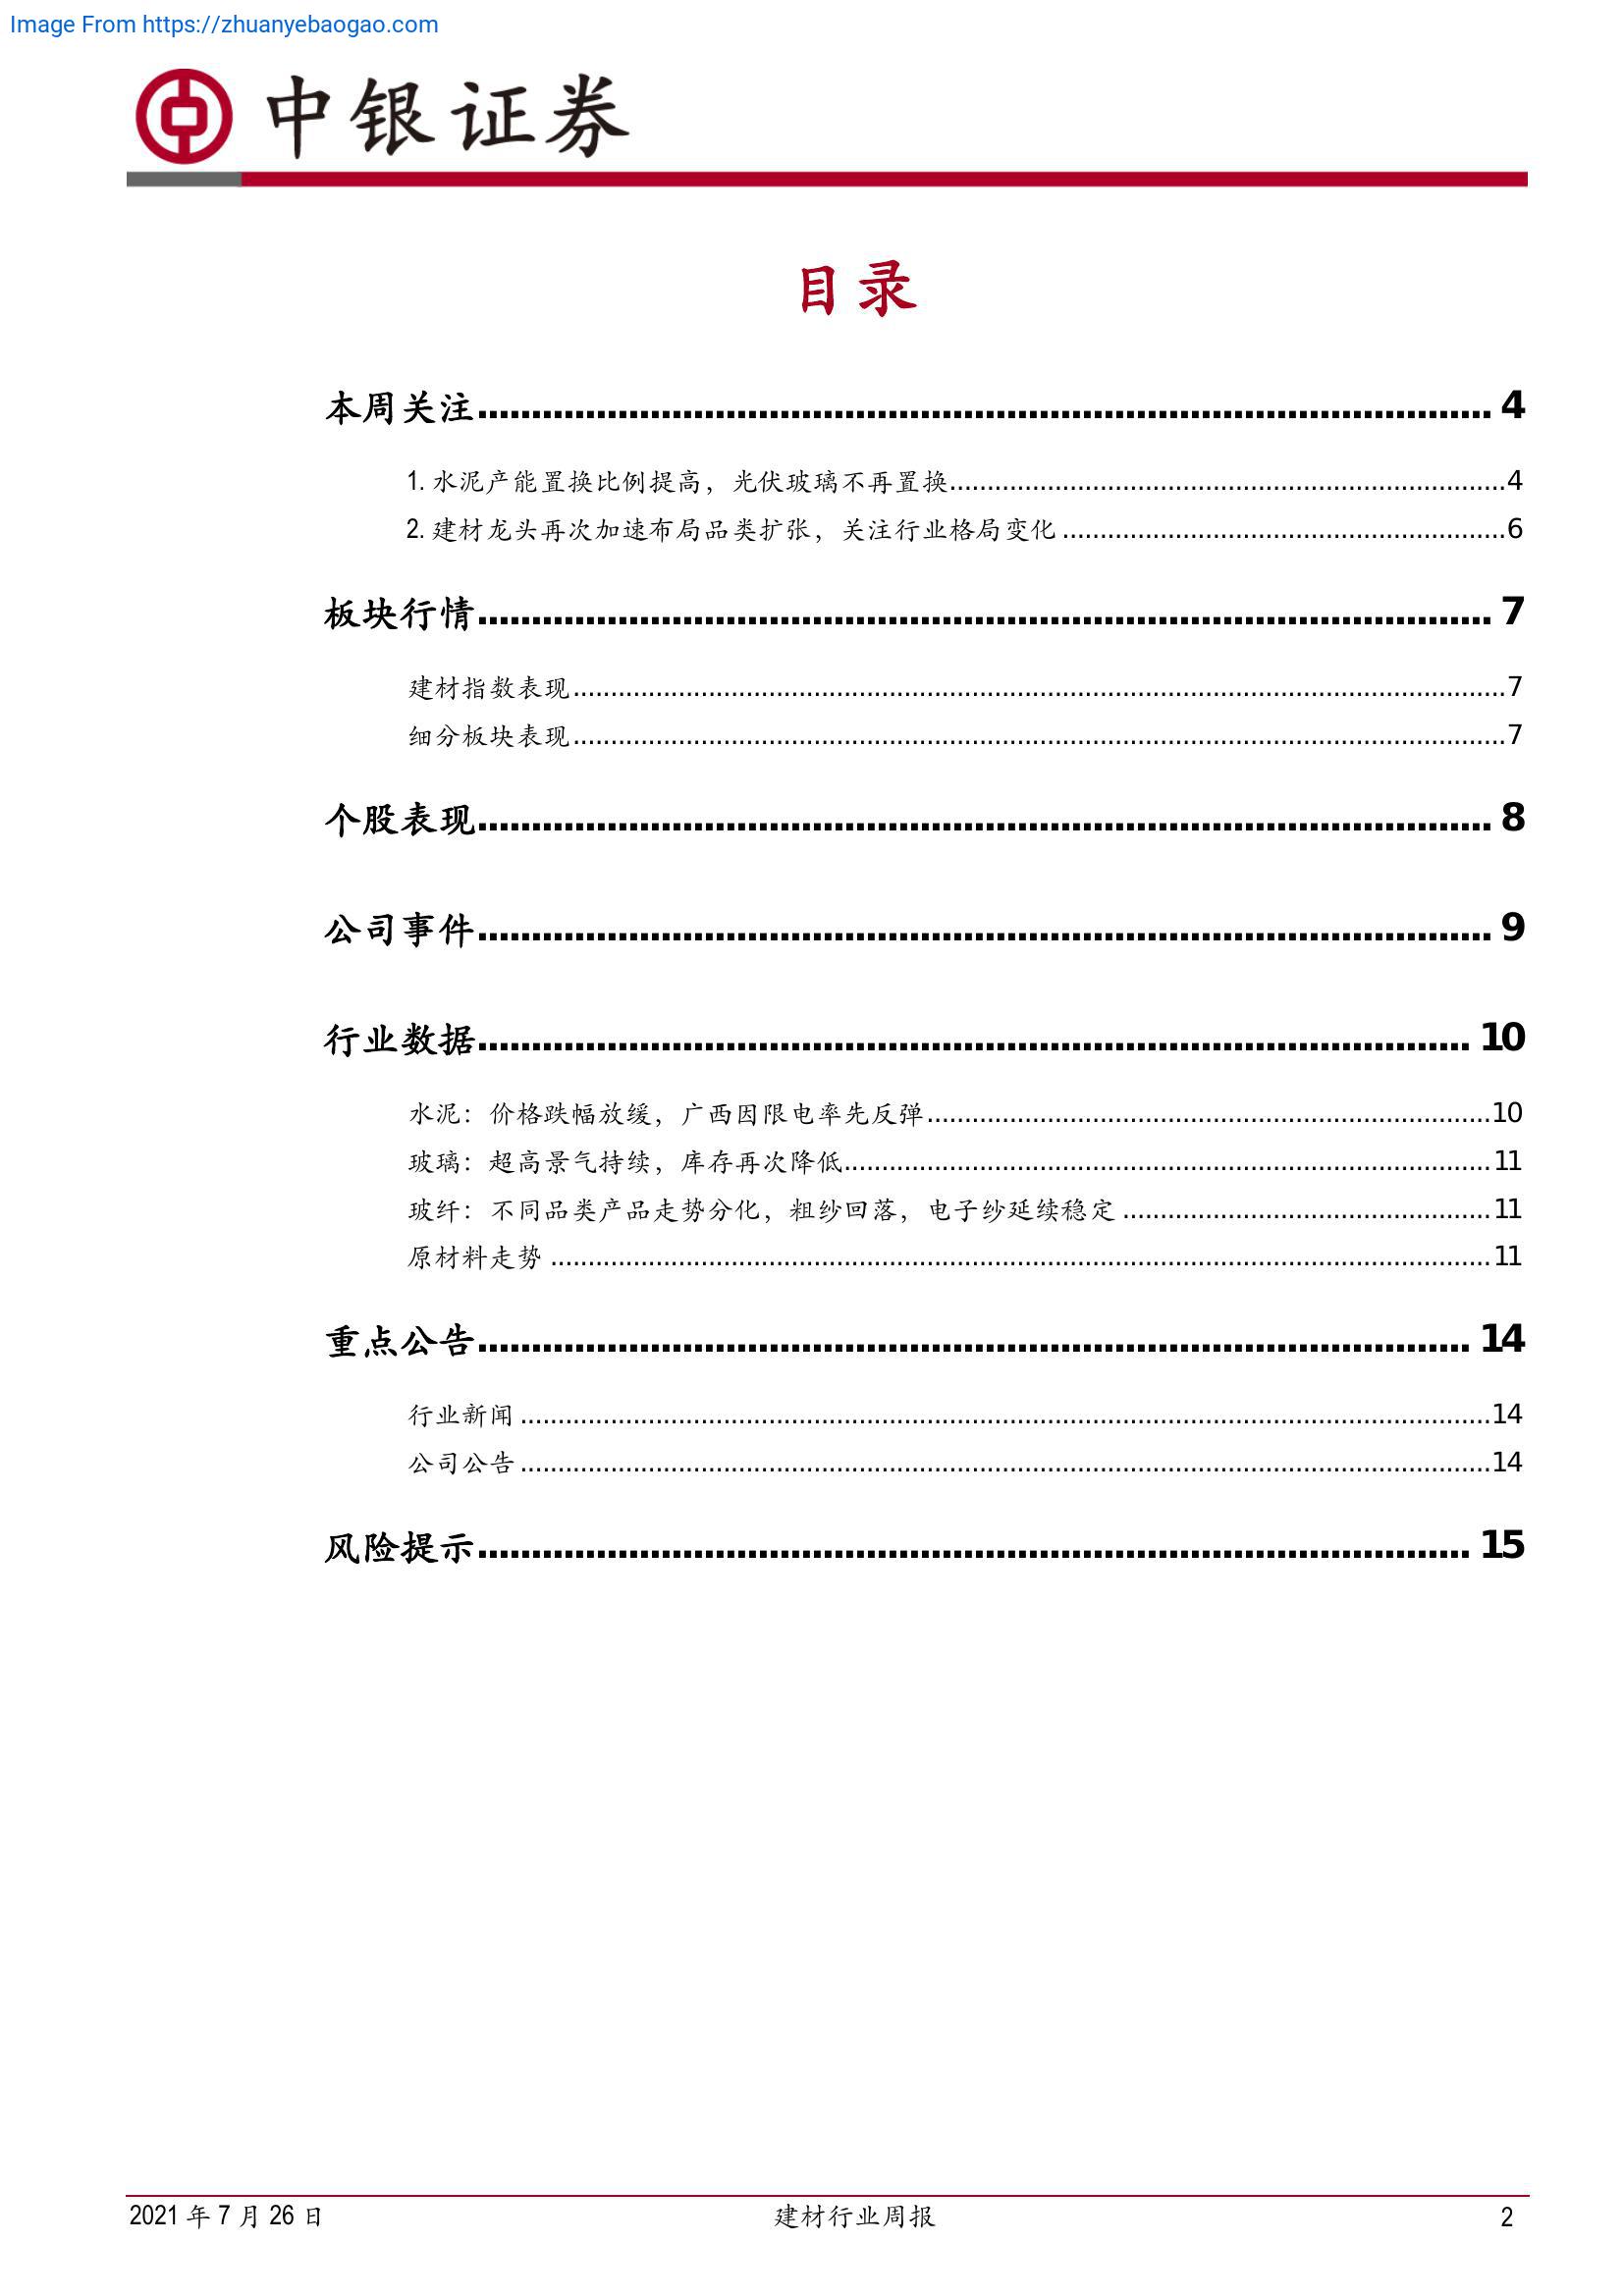 Image From https://zhuanyebaogao.com
中银证券
目录
本周关注 4
1. 水泥产能置换比例提高，光伏玻璃不再置换 4
2. 建材龙头再次加速布局品类扩张，关注行业格局变化 6
板块行情 7
建材指数表现 7
细分板块表现 7
个股表现 8
公司事件 9
行业数据 10
水泥：价格跌幅放缓，广西因限电率先反弹 10
玻璃：超高景气持续，库存再次降低 11
玻纤：不同品类产品走势分化，粗纱回落，电子纱延续稳定 11
原材料走势 11
重点公告 14
行业新闻 14
公司公告 14
风险提示 15
2021 年 7 月 26 日 建材行业周报 2